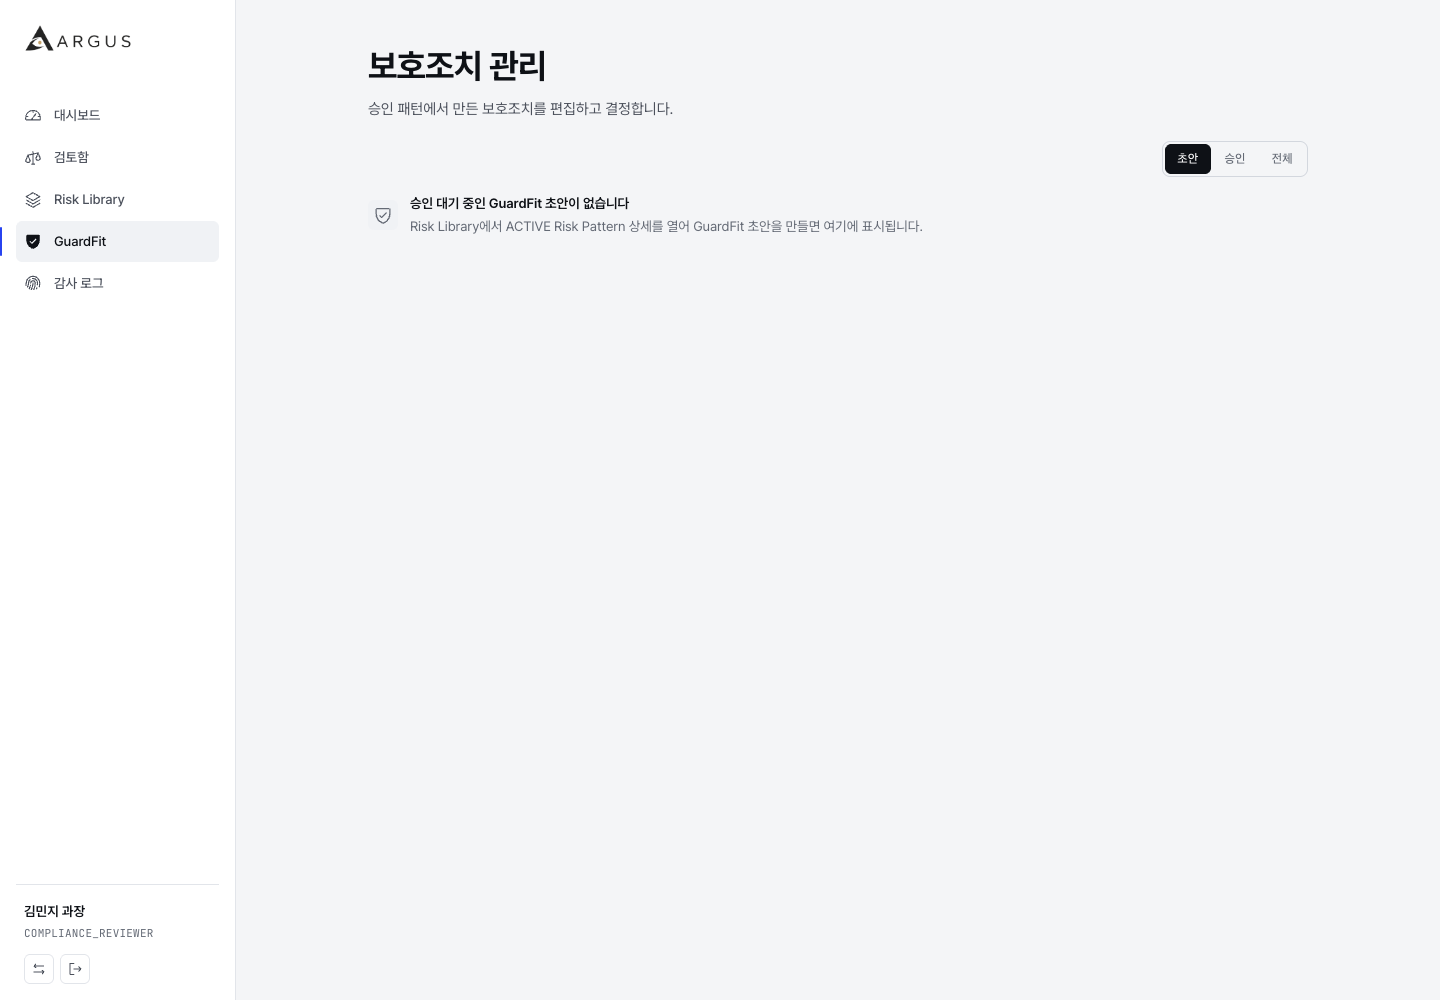 ARGUS
대시보드
검토함
Risk Library
GuardFit
감사 로그
김민지 과장
COMPLIANCE_REVIEWER
보호조치 관리
승인 패턴에서 만든 보호조치를 편집하고 결정합니다.
초안 승인 전체
승인 대기 중인 GuardFit 초안이 없습니다
Risk Library에서 ACTIVE Risk Pattern 상세를 열어 GuardFit 초안을 만들면 여기에 표시됩니다.